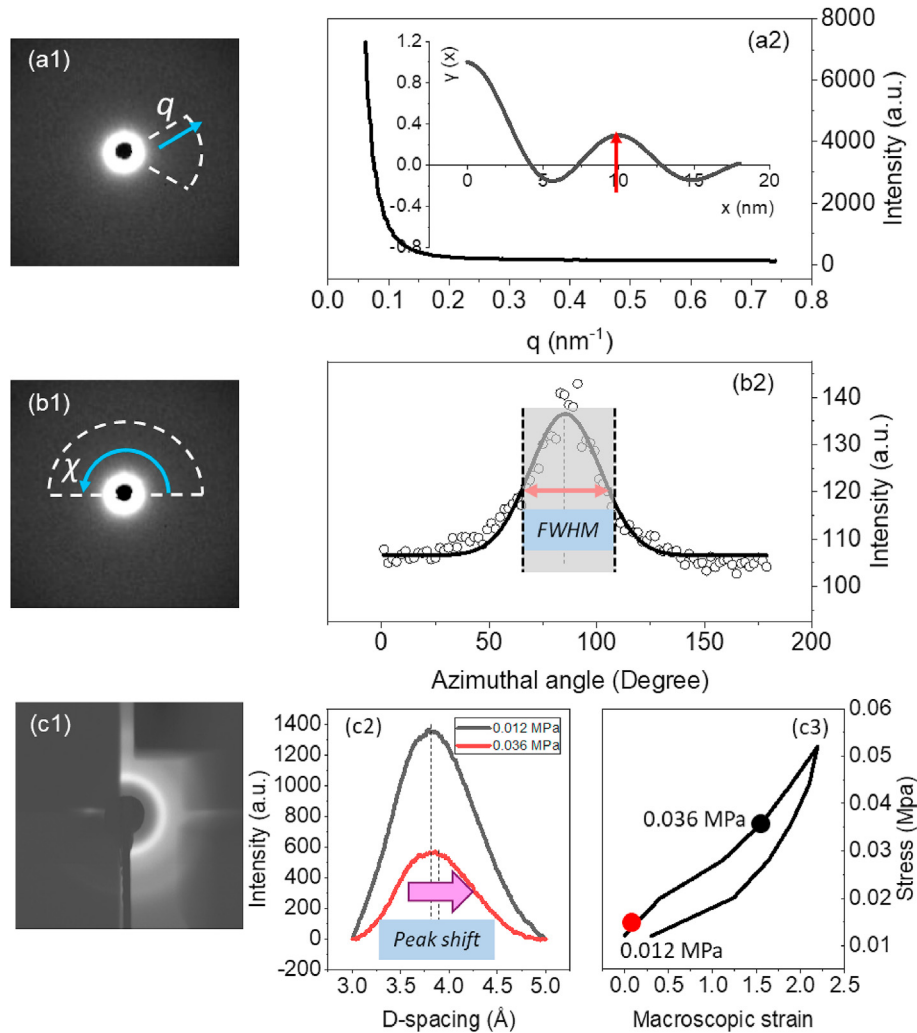 (a1)
q
(a2)
1.2
0.8
0.4
0.0
-0.4
-0.8
γ (x)
0 5 10 15 20
x (nm)
8000
6000
4000
2000
0
Intensity (a.u.)
0.0 0.1 0.2 0.3 0.4 0.5 0.6 0.7 0.8
q (nm-1)
(b1)
χ
(b2)
FWHM
140
130
120
110
100
Intensity (a.u.)
0 50 100 150 200
Azimuthal angle (Degree)
(c1)
(c2)
0.012 MPa
0.036 MPa
1400
1200
1000
800
600
400
200
0
-200
Intensity (a.u.)
Peak shift
3.0 3.5 4.0 4.5 5.0
D-spacing (Å)
(c3)
0.036 MPa
0.012 MPa
0.06
0.05
0.04
0.03
0.02
0.01
Stress (MPa)
0.0 0.5 1.0 1.5 2.0 2.5
Macroscopic strain